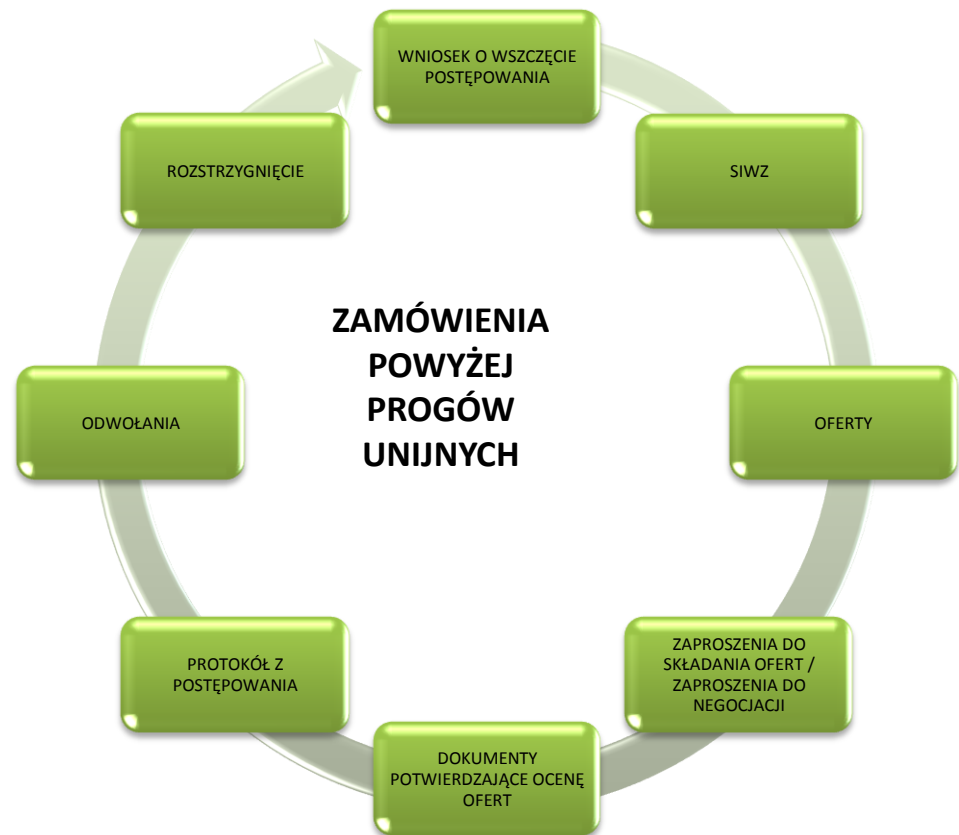 WNIOSEK O WSZCZĘCIE
POSTĘPOWANIA
SIWZ
OFERTY
ZAPROSZENIA DO
SKŁADANIA OFERT /
ZAPROSZENIA DO
NEGOCJACJI
DOKUMENTY
POTWIERDZAJĄCE OCENĘ
OFERT
PROTOKÓŁ Z
POSTĘPOWANIA
ODWOŁANIA
ROZSTRZYGNIĘCIE
ZAMÓWIENIA
POWYŻEJ
PROGÓW
UNIJNYCH